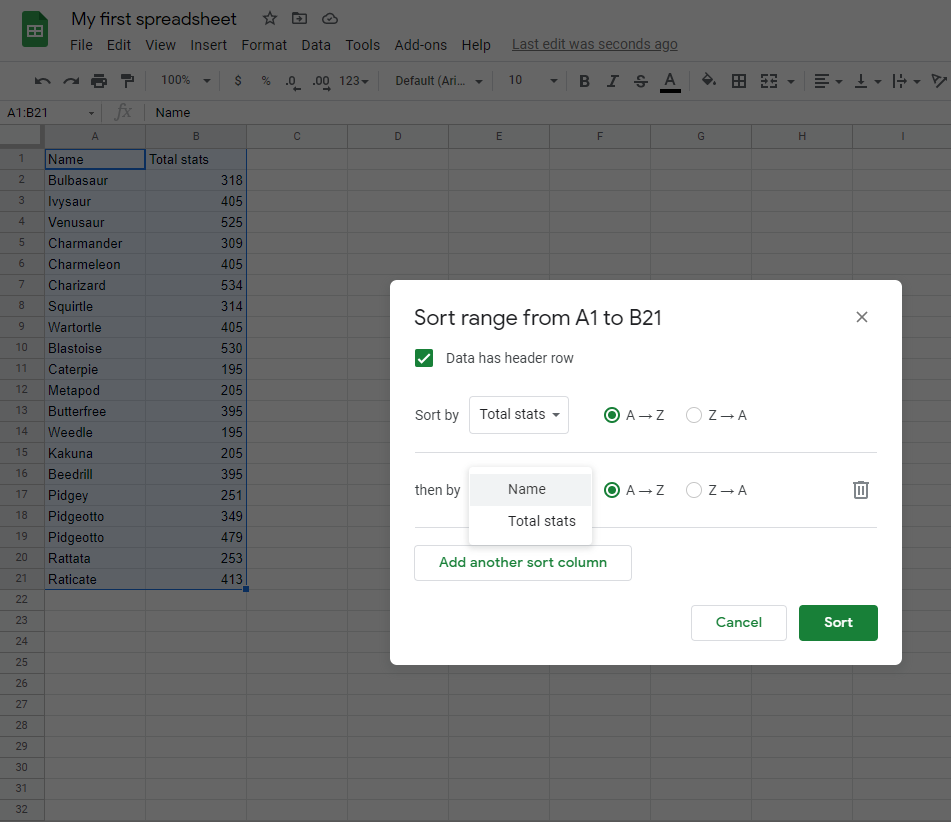 My first spreadsheet
File Edit View Insert Format Data Tools Add-ons Help Last edit was seconds ago
100% $ % .0 .00 123 Default (Ari... 10 B I S A
A1:B21 fx Name
A B C D E F G H I
1 Name Total stats
2 Bulbasaur 318
3 Ivysaur 405
4 Venusaur 525
5 Charmander 309
6 Charmeleon 405
7 Charizard 534
8 Squirtle 314
9 Wartortle 405
10 Blastoise 530
11 Caterpie 195
12 Metapod 205
13 Butterfree 395
14 Weedle 195
15 Kakuna 205
16 Beedrill 395
17 Pidgey 251
18 Pidgeotto 349
19 Pidgeotto 479
20 Rattata 253
21 Raticate 413
22
23
24
25
26
27
28
29
30
31
32
Sort range from A1 to B21
Data has header row
Sort by Total stats A → Z Z → A
then by Name A → Z Z → A
Total stats
Add another sort column
Cancel Sort